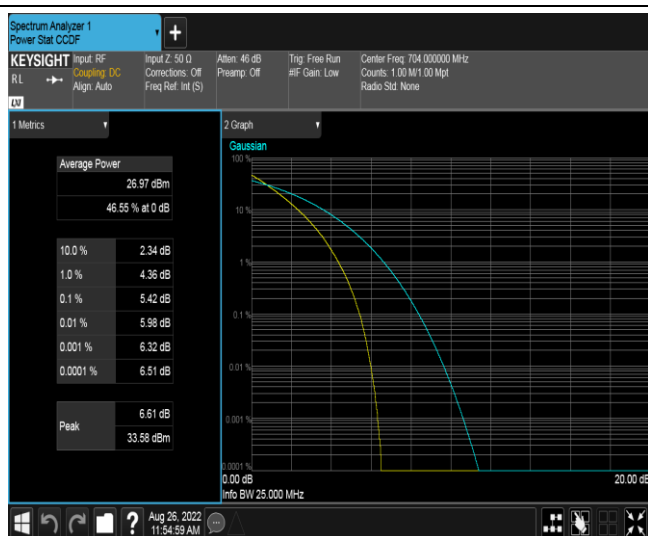 Spectrum Analyzer 1
Power Stat CCDF
+
KEYSIGHT
RL
LXI
Input: RF
Coupling: DC
Align: Auto
Input Z: 50 Ω
Corrections: Off
Freq Ref: Int (S)
Atten: 46 dB
Preamp: Off
Trig: Free Run
#IF Gain: Low
Center Freq: 704.000000 MHz
Counts: 1.00 M/1.00 Mpt
Radio Std: None
1 Metrics
Average Power
26.97 dBm
46.55 % at 0 dB
10.0 % 2.34 dB
1.0 % 4.36 dB
0.1 % 5.42 dB
0.01 % 5.98 dB
0.001 % 6.32 dB
0.0001 % 6.51 dB
Peak
6.61 dB
33.58 dBm
2 Graph
Gaussian
100 %
10 %
1 %
0.1 %
0.01 %
0.001 %
0.0001 %
0.00 dB 20.00 dB
Info BW 25.000 MHz
?
Aug 26, 2022
11:54:59 AM